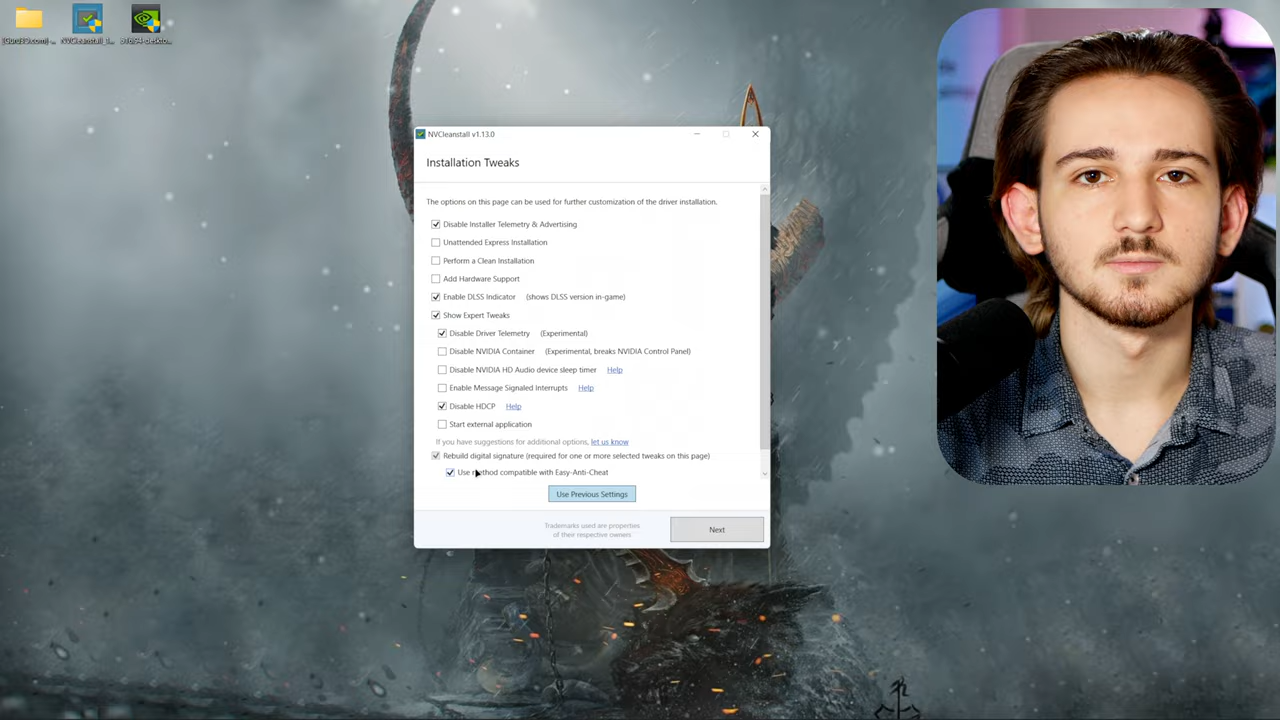 NVCleanstall_1...
NVCleanstall v1.13.0
Installation Tweaks
The options on this page can be used for further customization of the driver installation.
Disable Installer Telemetry & Advertising
Unattended Express Installation
Perform a Clean Installation
Add Hardware Support
Enable DLSS Indicator (shows DLSS version in-game)
Show Expert Tweaks
Disable Driver Telemetry (Experimental)
Disable NVIDIA Container (Experimental, breaks NVIDIA Control Panel)
Disable NVIDIA HD Audio device sleep timer Help
Enable Message Signaled Interrupts Help
Disable HDCP Help
Start external application
If you have suggestions for additional options, let us know
Rebuild digital signature (required for one or more selected tweaks on this page)
Use method compatible with Easy-Anti-Cheat
Use Previous Settings
Trademarks used are properties
of their respective owners
Next